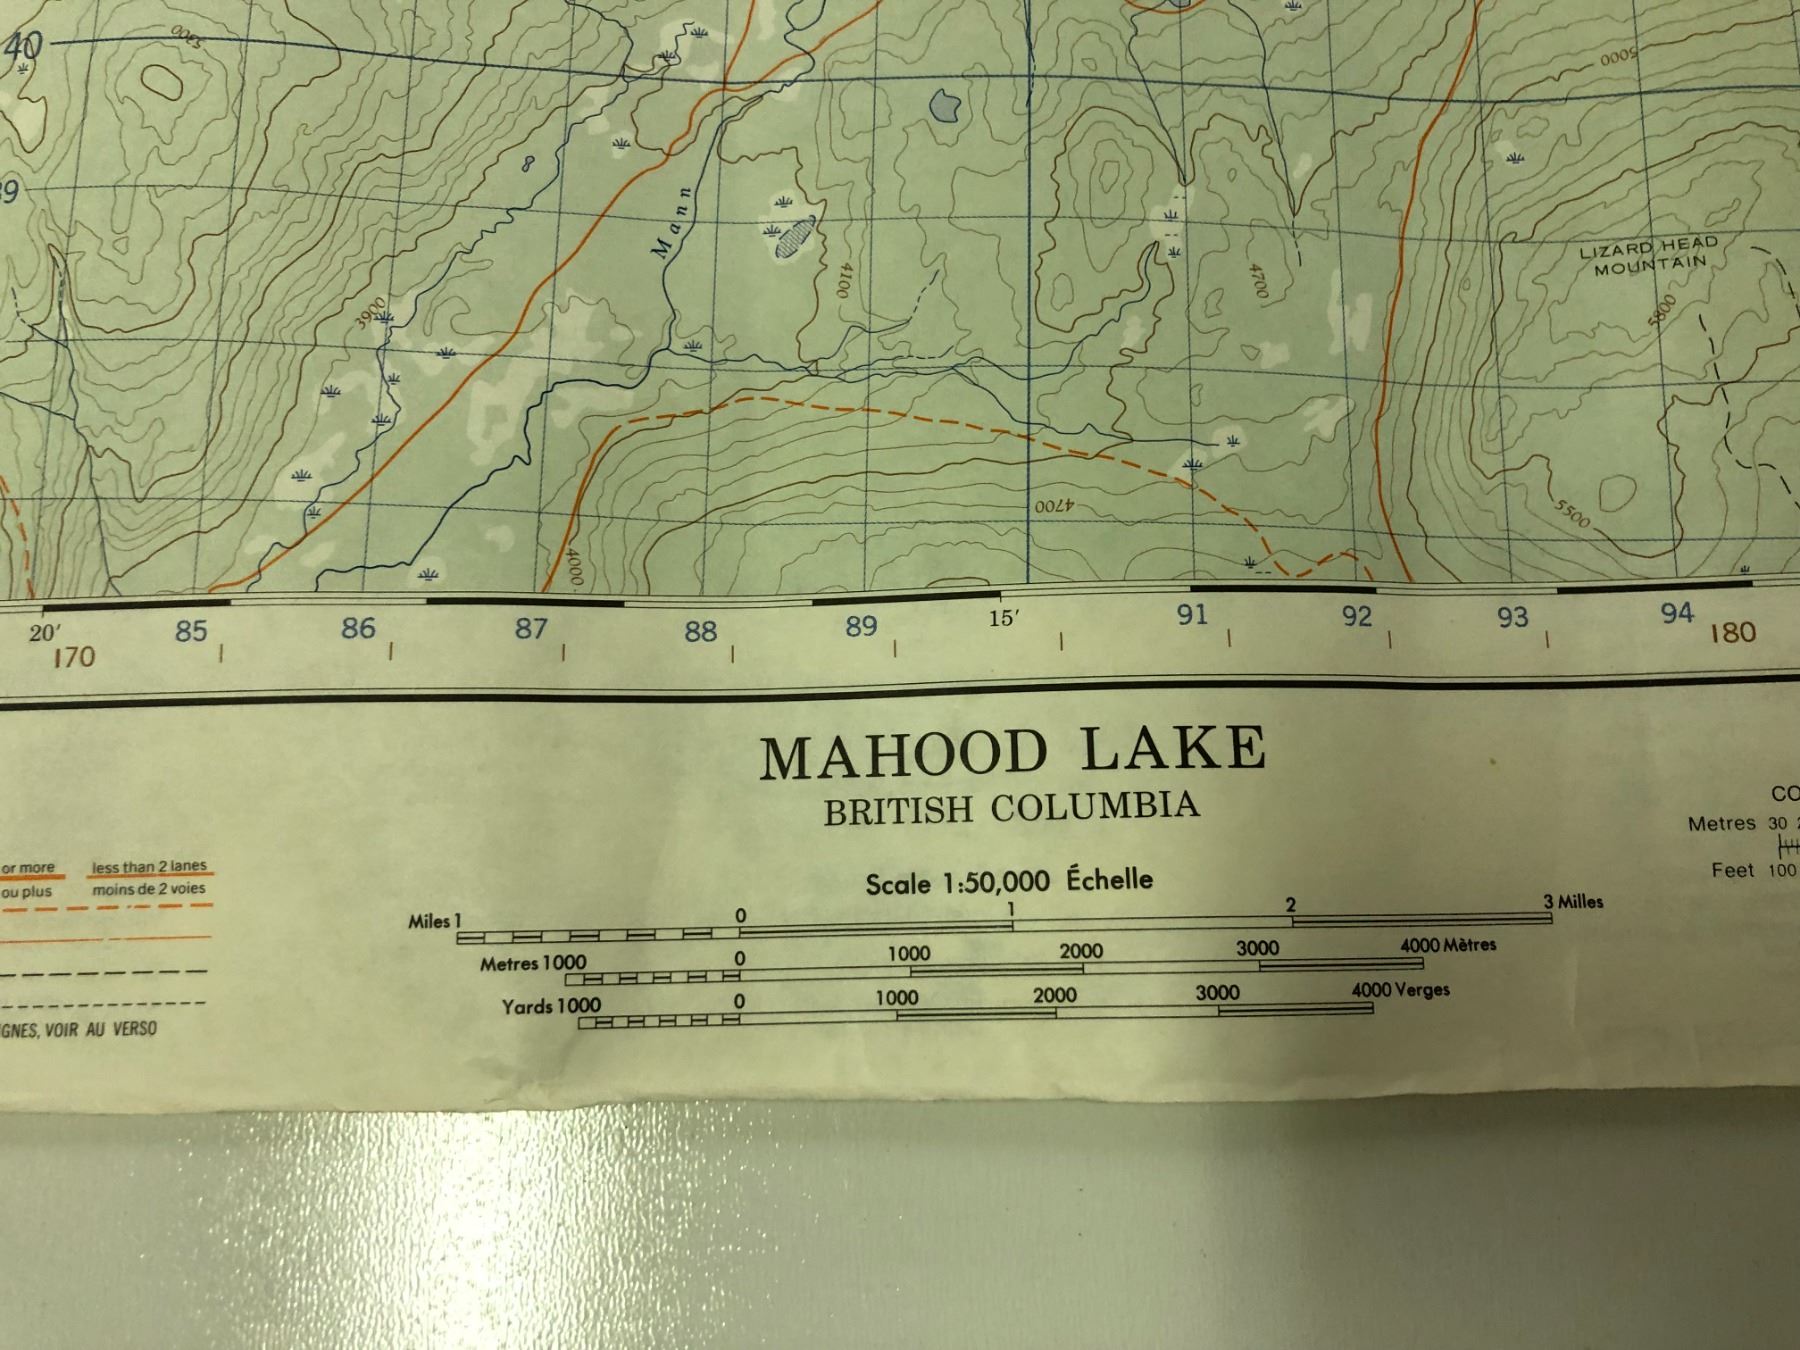 5300
40
5000
39
Mann
LIZARD HEAD
MOUNTAIN
4100
4700
3900
5800
4700
5500
4000
20′ 85 86 87 88 89 15′ 91 92 93 94
170 180
MAHOOD LAKE
BRITISH COLUMBIA
CO
Metres 30
Feet 100
or more less than 2 lanes
ou plus moins de 2 voies
Scale 1:50,000 Échelle
Miles 1 0 1 2 3 Milles
Metres 1000 0 1000 2000 3000 4000 Mètres
Yards 1000 0 1000 2000 3000 4000 Verges
IGNES, VOIR AU VERSO